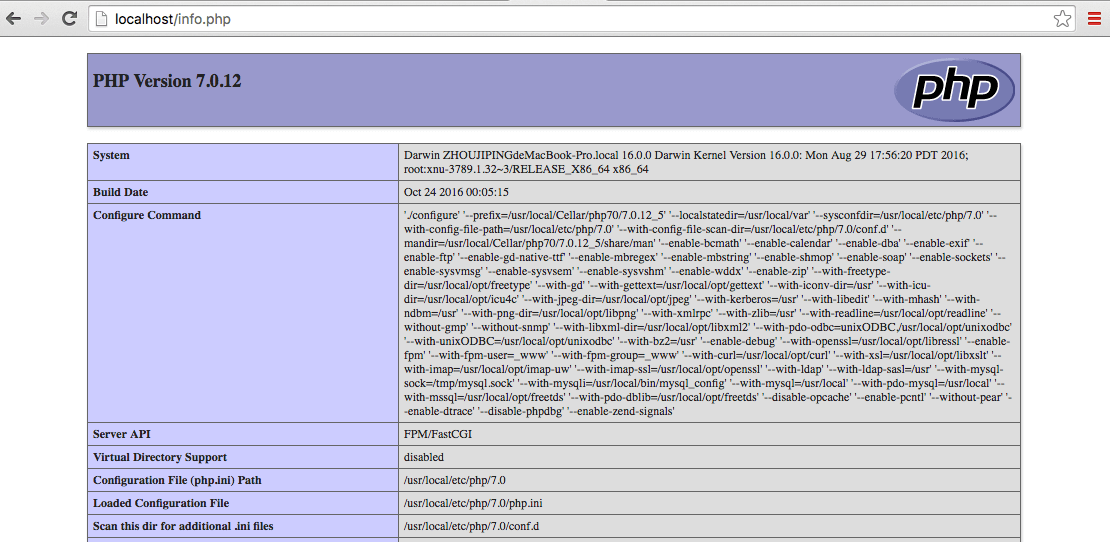 localhost/info.php
PHP Version 7.0.12
php
System
Darwin ZHOUJIPINGdeMacBook-Pro.local 16.0.0 Darwin Kernel Version 16.0.0: Mon Aug 29 17:56:20 PDT 2016;
root:xnu-3789.1.32~3/RELEASE_X86_64 x86_64
Build Date
Oct 24 2016 00:05:15
Configure Command
'./configure' '--prefix=/usr/local/Cellar/php70/7.0.12_5' '--localstatedir=/usr/local/var' '--sysconfdir=/usr/local/etc/php/7.0' '--
with-config-file-path=/usr/local/etc/php/7.0' '--with-config-file-scan-dir=/usr/local/etc/php/7.0/conf.d' '--
mandir=/usr/local/Cellar/php70/7.0.12_5/share/man' '--enable-bcmath' '--enable-calendar' '--enable-dba' '--enable-exif' '--
enable-ftp' '--enable-gd-native-ttf' '--enable-mbregex' '--enable-mbstring' '--enable-shmop' '--enable-soap' '--enable-sockets' '--
enable-sysvmsg' '--enable-sysvsem' '--enable-sysvshm' '--enable-wddx' '--enable-zip' '--with-freetype-
dir=/usr/local/opt/freetype' '--with-gd' '--with-gettext=/usr/local/opt/gettext' '--with-iconv-dir=/usr' '--with-icu-
dir=/usr/local/opt/icu4c' '--with-jpeg-dir=/usr/local/opt/jpeg' '--with-kerberos=/usr' '--with-libedit' '--with-mhash' '--with-
ndbm=/usr' '--with-png-dir=/usr/local/opt/libpng' '--with-xmlrpc' '--with-zlib=/usr' '--with-readline=/usr/local/opt/readline' '--
without-gmp' '--without-snmp' '--with-libxml-dir=/usr/local/opt/libxml2' '--with-pdo-odbc=unixODBC,/usr/local/opt/unixodbc'
'--with-unixODBC=/usr/local/opt/unixodbc' '--with-bz2=/usr' '--enable-debug' '--with-openssl=/usr/local/opt/libressl' '--enable-
fpm' '--with-fpm-user=_www' '--with-fpm-group=_www' '--with-curl=/usr/local/opt/curl' '--with-xsl=/usr/local/opt/libxslt' '--
with-imap=/usr/local/opt/imap-uw' '--with-imap-ssl=/usr/local/opt/openssl' '--with-ldap' '--with-ldap-sasl=/usr' '--with-mysql-
sock=/tmp/mysql.sock' '--with-mysqli=/usr/local/bin/mysql_config' '--with-mysql=/usr/local' '--with-pdo-mysql=/usr/local' '--
with-mssql=/usr/local/opt/freetds' '--with-pdo-dblib=/usr/local/opt/freetds' '--disable-opcache' '--enable-pcntl' '--without-pear' '-
-enable-dtrace' '--disable-phpdbg' '--enable-zend-signals'
Server API
FPM/FastCGI
Virtual Directory Support
disabled
Configuration File (php.ini) Path
/usr/local/etc/php/7.0
Loaded Configuration File
/usr/local/etc/php/7.0/php.ini
Scan this dir for additional .ini files
/usr/local/etc/php/7.0/conf.d